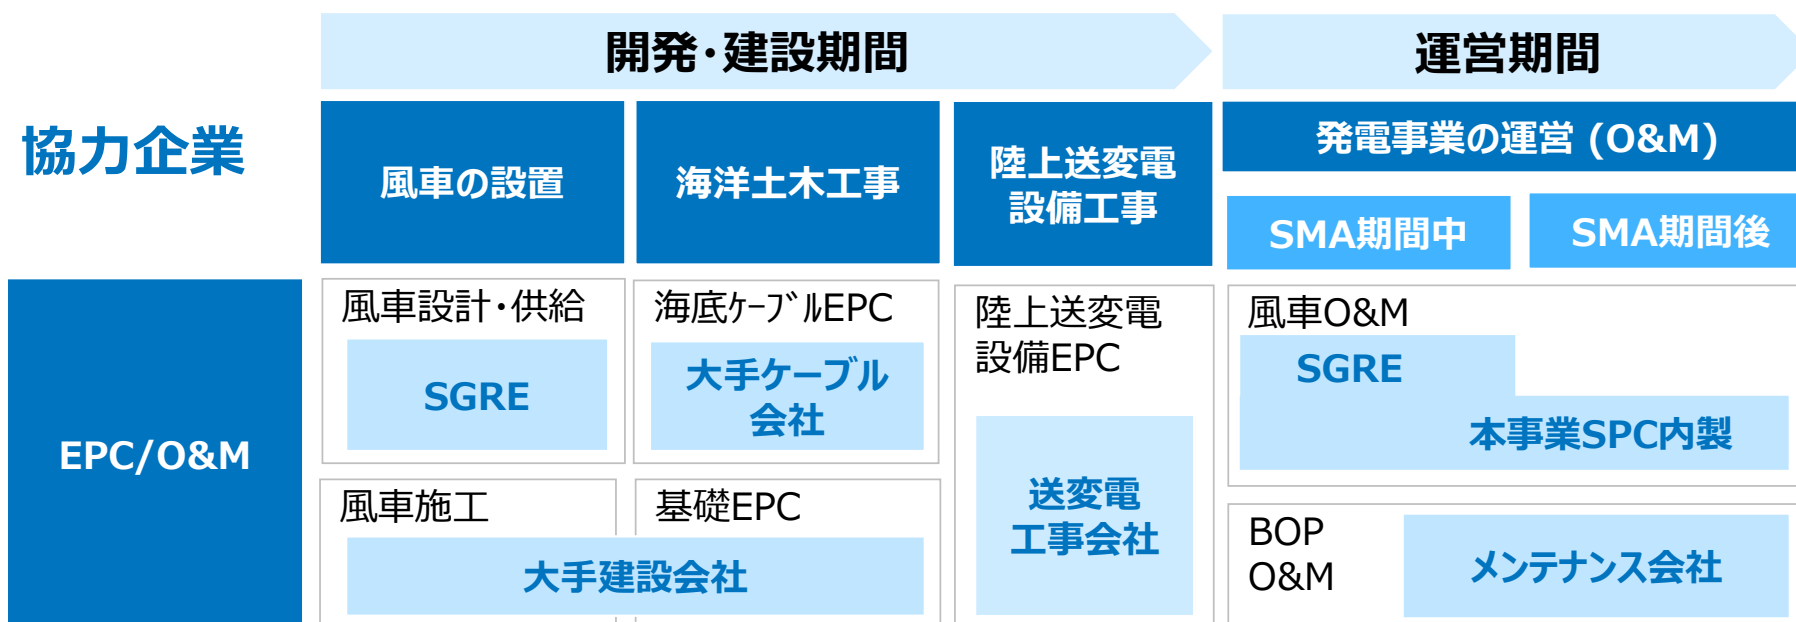 開発・建設期間
運営期間
協力企業
風車の設置
海洋土木工事
陸上送変電
設備工事
発電事業の運営 (O&M)
SMA期間中
SMA期間後
EPC/O&M
風車設計・供給
SGRE
海底ｹｰﾌﾞﾙEPC
大手ケーブル
会社
風車施工
基礎EPC
大手建設会社
陸上送変電
設備EPC
送変電
工事会社
風車O&M
SGRE
本事業SPC内製
BOP
O&M
メンテナンス会社